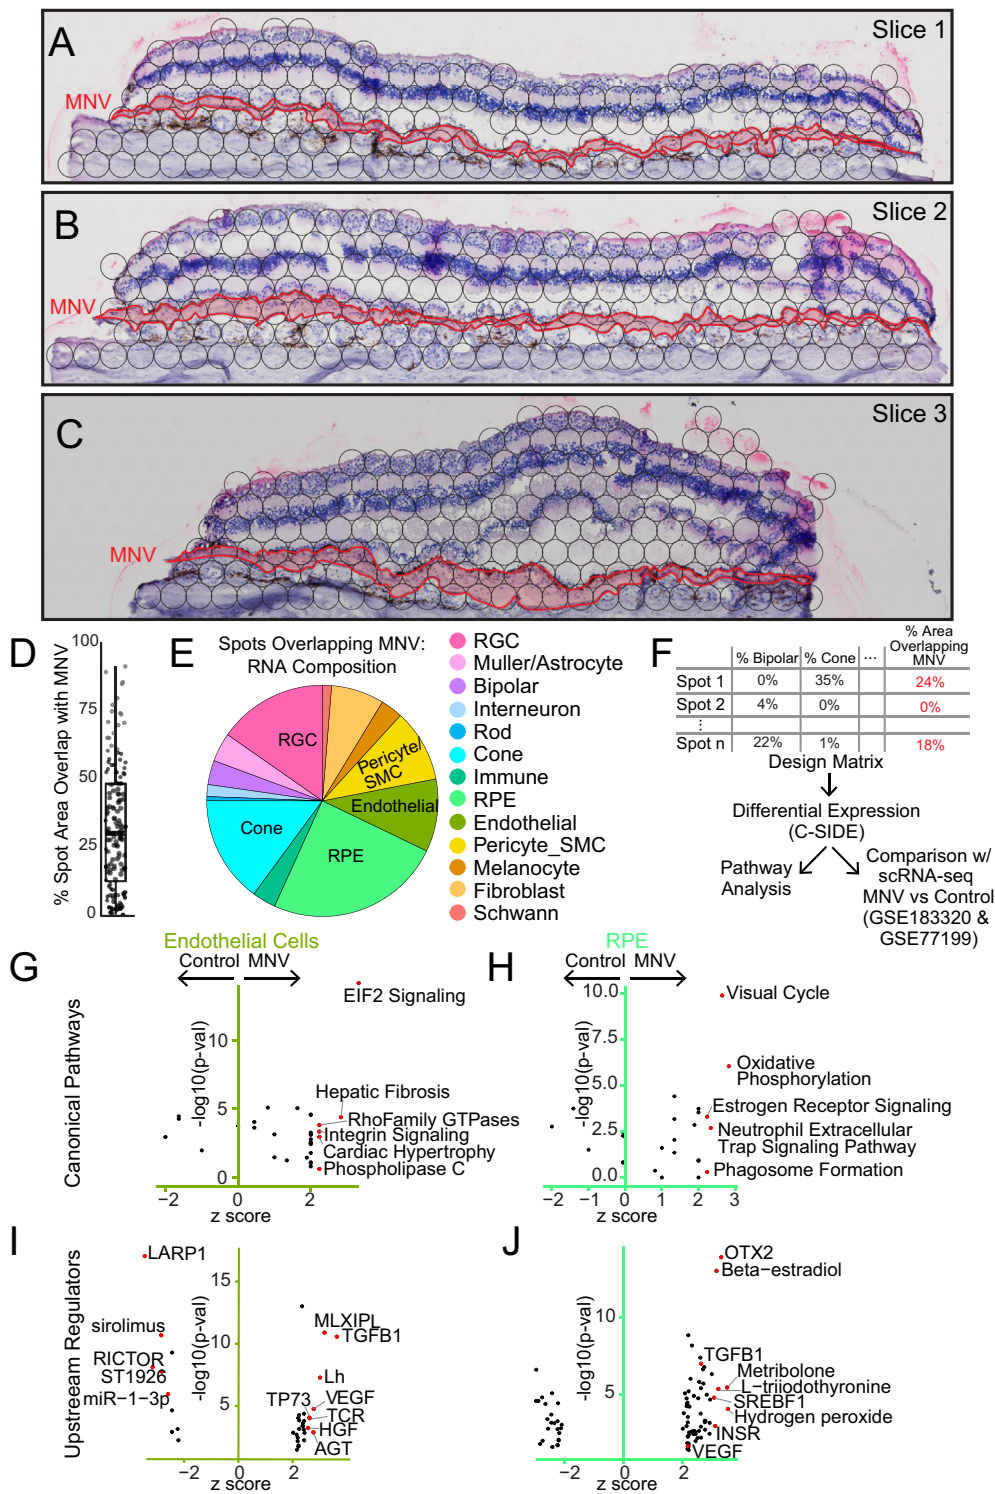 A
Slice 1
MNV
B
Slice 2
MNV
C
Slice 3
MNV
D
% Spot Area Overlap with MNV
100
75
50
25
0
E
Spots Overlapping MNV:
RNA Composition
RGC
Pericyte/
SMC
Endothelial
RPE
Cone
RGC
Muller/Astrocyte
Bipolar
Interneuron
Rod
Cone
Immune
RPE
Endothelial
Pericyte_SMC
Melanocyte
Fibroblast
Schwann
F
% Bipolar
% Cone
...
% Area
Overlapping
MNV
Spot 1 0% 35% 24%
Spot 2 4% 0% 0%
⋮
Spot n 22% 1% 18%
Design Matrix
Differential Expression
(C-SIDE)
Pathway
Analysis
Comparison w/
scRNA-seq
MNV vs Control
(GSE183320 &
GSE77199)
Canonical Pathways
G
Endothelial Cells
Control MNV
-log10(p-val)
10
5
0
EIF2 Signaling
Hepatic Fibrosis
RhoFamily GTPases
Integrin Signaling
Cardiac Hypertrophy
Phospholipase C
−2 0 2
z score
H
RPE
Control MNV
-log10(p-val)
10.0
7.5
5.0
2.5
0.0
Visual Cycle
Oxidative
Phosphorylation
Estrogen Receptor Signaling
Neutrophil Extracellular
Trap Signaling Pathway
Phagosome Formation
−2 −1 0 1 2 3
z score
Upstream Regulators
I
-log10(p-val)
15
10
5
LARP1
sirolimus
RICTOR
ST1926
miR−1−3p
MLXIPL
TGFB1
Lh
TP73
VEGF
TCR
HGF
AGT
−2 0 2
z score
J
-log10(p-val)
10
5
OTX2
Beta−estradiol
TGFB1
Metribolone
L−triiodothyronine
SREBF1
Hydrogen peroxide
INSR
VEGF
−2 0 2
z score